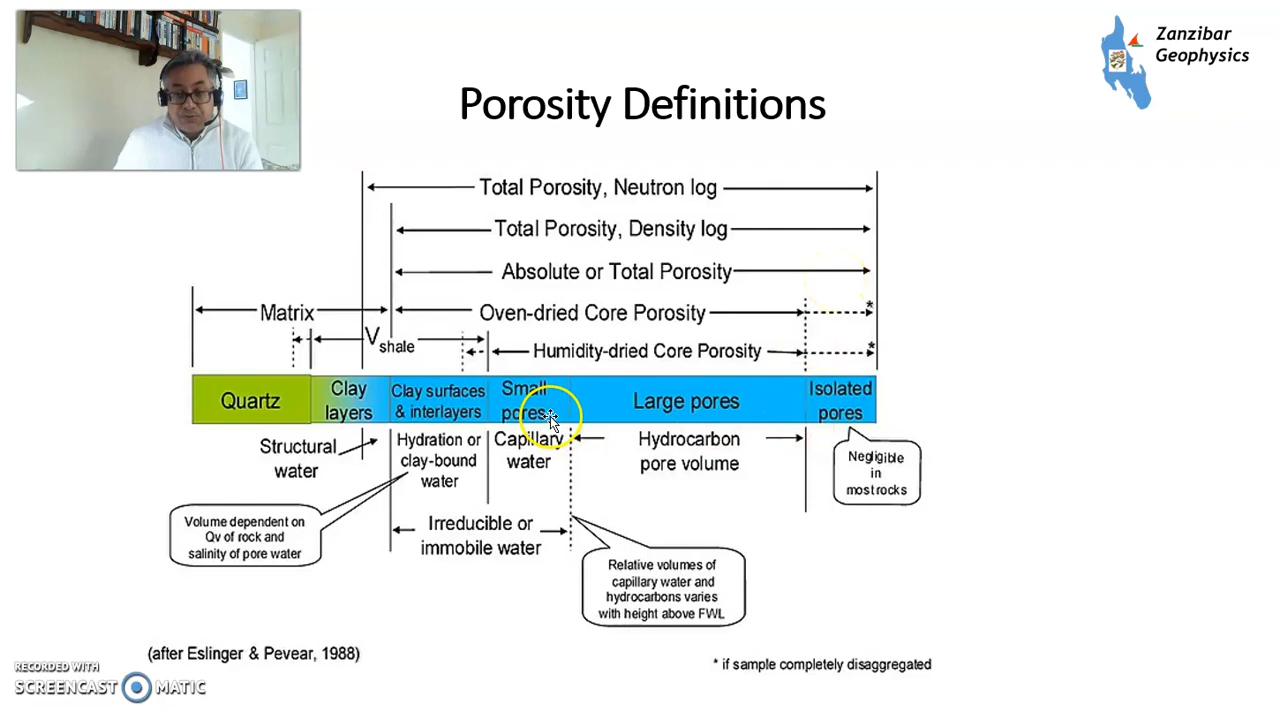 Zanzibar
Geophysics
Porosity Definitions
Total Porosity, Neutron log
Total Porosity, Density log
Absolute or Total Porosity
Matrix
Oven-dried Core Porosity
*
Vshale
Humidity-dried Core Porosity
*
Quartz
Clay
layers
Clay surfaces
& interlayers
Small
pores
Large pores
Isolated
pores
Structural
water
Hydration or
clay-bound
water
Capillary
water
Hydrocarbon
pore volume
Negligible
in
most rocks
Volume dependent on
Qv of rock and
salinity of pore water
Irreducible or
immobile water
Relative volumes of
capillary water and
hydrocarbons varies
with height above FWL
(after Eslinger & Pevear, 1988)
* if sample completely disaggregated
RECORDED WITH
SCREENCAST MATIC